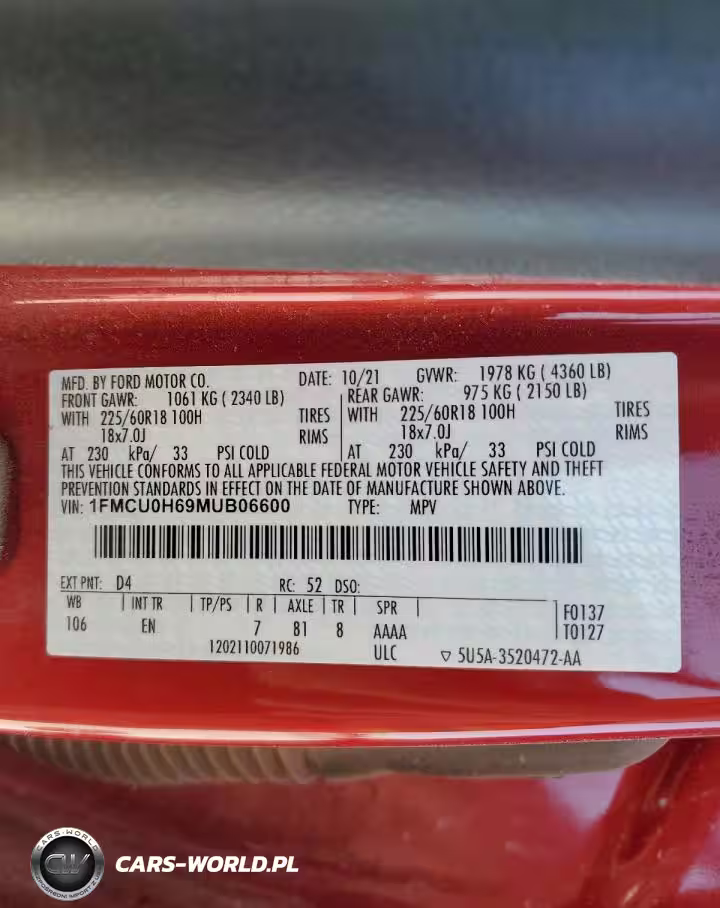 MFD. BY FORD MOTOR CO. DATE: 10/21 GVWR: 1978 KG ( 4360 LB)
FRONT GAWR: 1061 KG ( 2340 LB) REAR GAWR: 975 KG ( 2150 LB)
WITH 225/60R18 100H TIRES WITH 225/60R18 100H TIRES
18x7.0J RIMS 18x7.0J RIMS
AT 230 kPa/ 33 PSI COLD AT 230 kPa/ 33 PSI COLD
THIS VEHICLE CONFORMS TO ALL APPLICABLE FEDERAL MOTOR VEHICLE SAFETY AND THEFT
PREVENTION STANDARDS IN EFFECT ON THE DATE OF MANUFACTURE SHOWN ABOVE.
VIN: 1FMCU0H69MUB06600 TYPE: MPV
EXT PNT: D4 RC: 52 DSO:
WB INT TR TP/PS R AXLE TR SPR F0137
106 EN 7 81 8 AAAA T0127
1202110071986 ULC ▽ 5U5A-3520472-AA
CARS-WORLD
CW
CARS-WORLD.PL